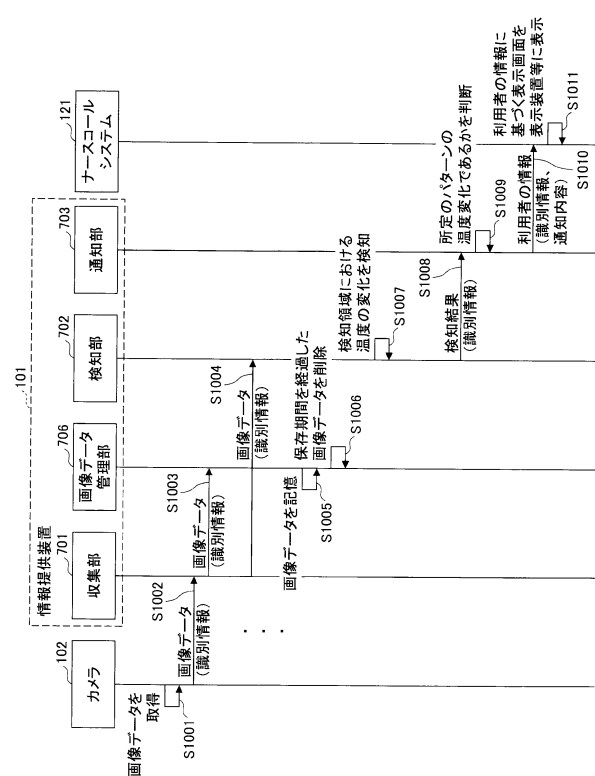 情報提供装置
101
102
カメラ
701
収集部
706
画像データ
管理部
702
検知部
703
通知部
121
ナースコール
システム
画像データを
取得
S1001
画像データ
(識別情報)
S1002
画像データ
(識別情報)
S1003
画像データ
(識別情報)
S1004
・・・
画像データを記憶
S1005
保存期間を経過した
画像データを削除
S1006
検知領域における
温度の変化を検知
S1007
検知結果
(識別情報)
S1008
所定のパターンの
温度変化であるかを判断
S1009
利用者の情報
(識別情報、
通知内容)
S1010
利用者の情報に
基づく表示画面を
表示装置等に表示
S1011